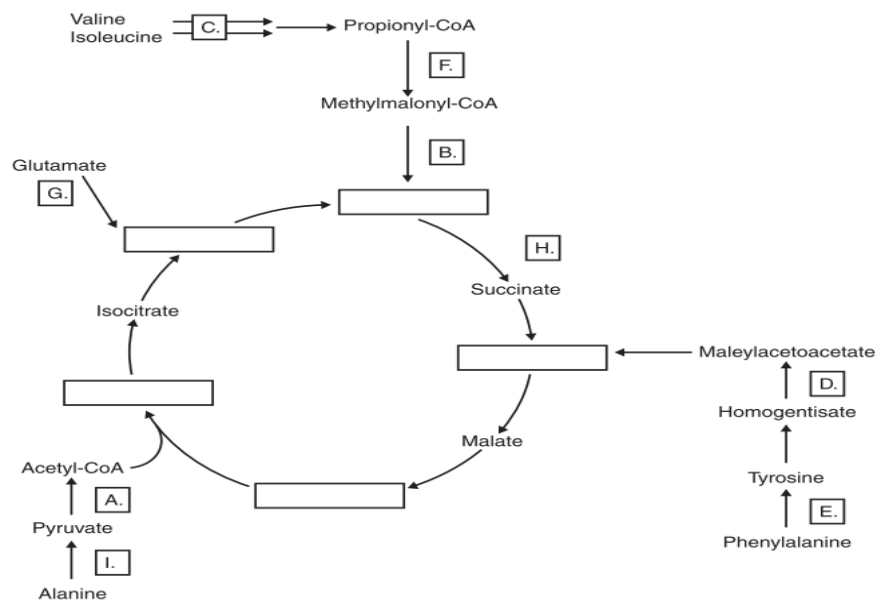 Valine
Isoleucine
C.
Propionyl-CoA
F.
Methylmalonyl-CoA
B.
Glutamate
G.
H.
Succinate
Isocitrate
Maleylacetoacetate
D.
Homogentisate
Malate
Acetyl-CoA
Tyrosine
A.
E.
Pyruvate
Phenylalanine
I.
Alanine